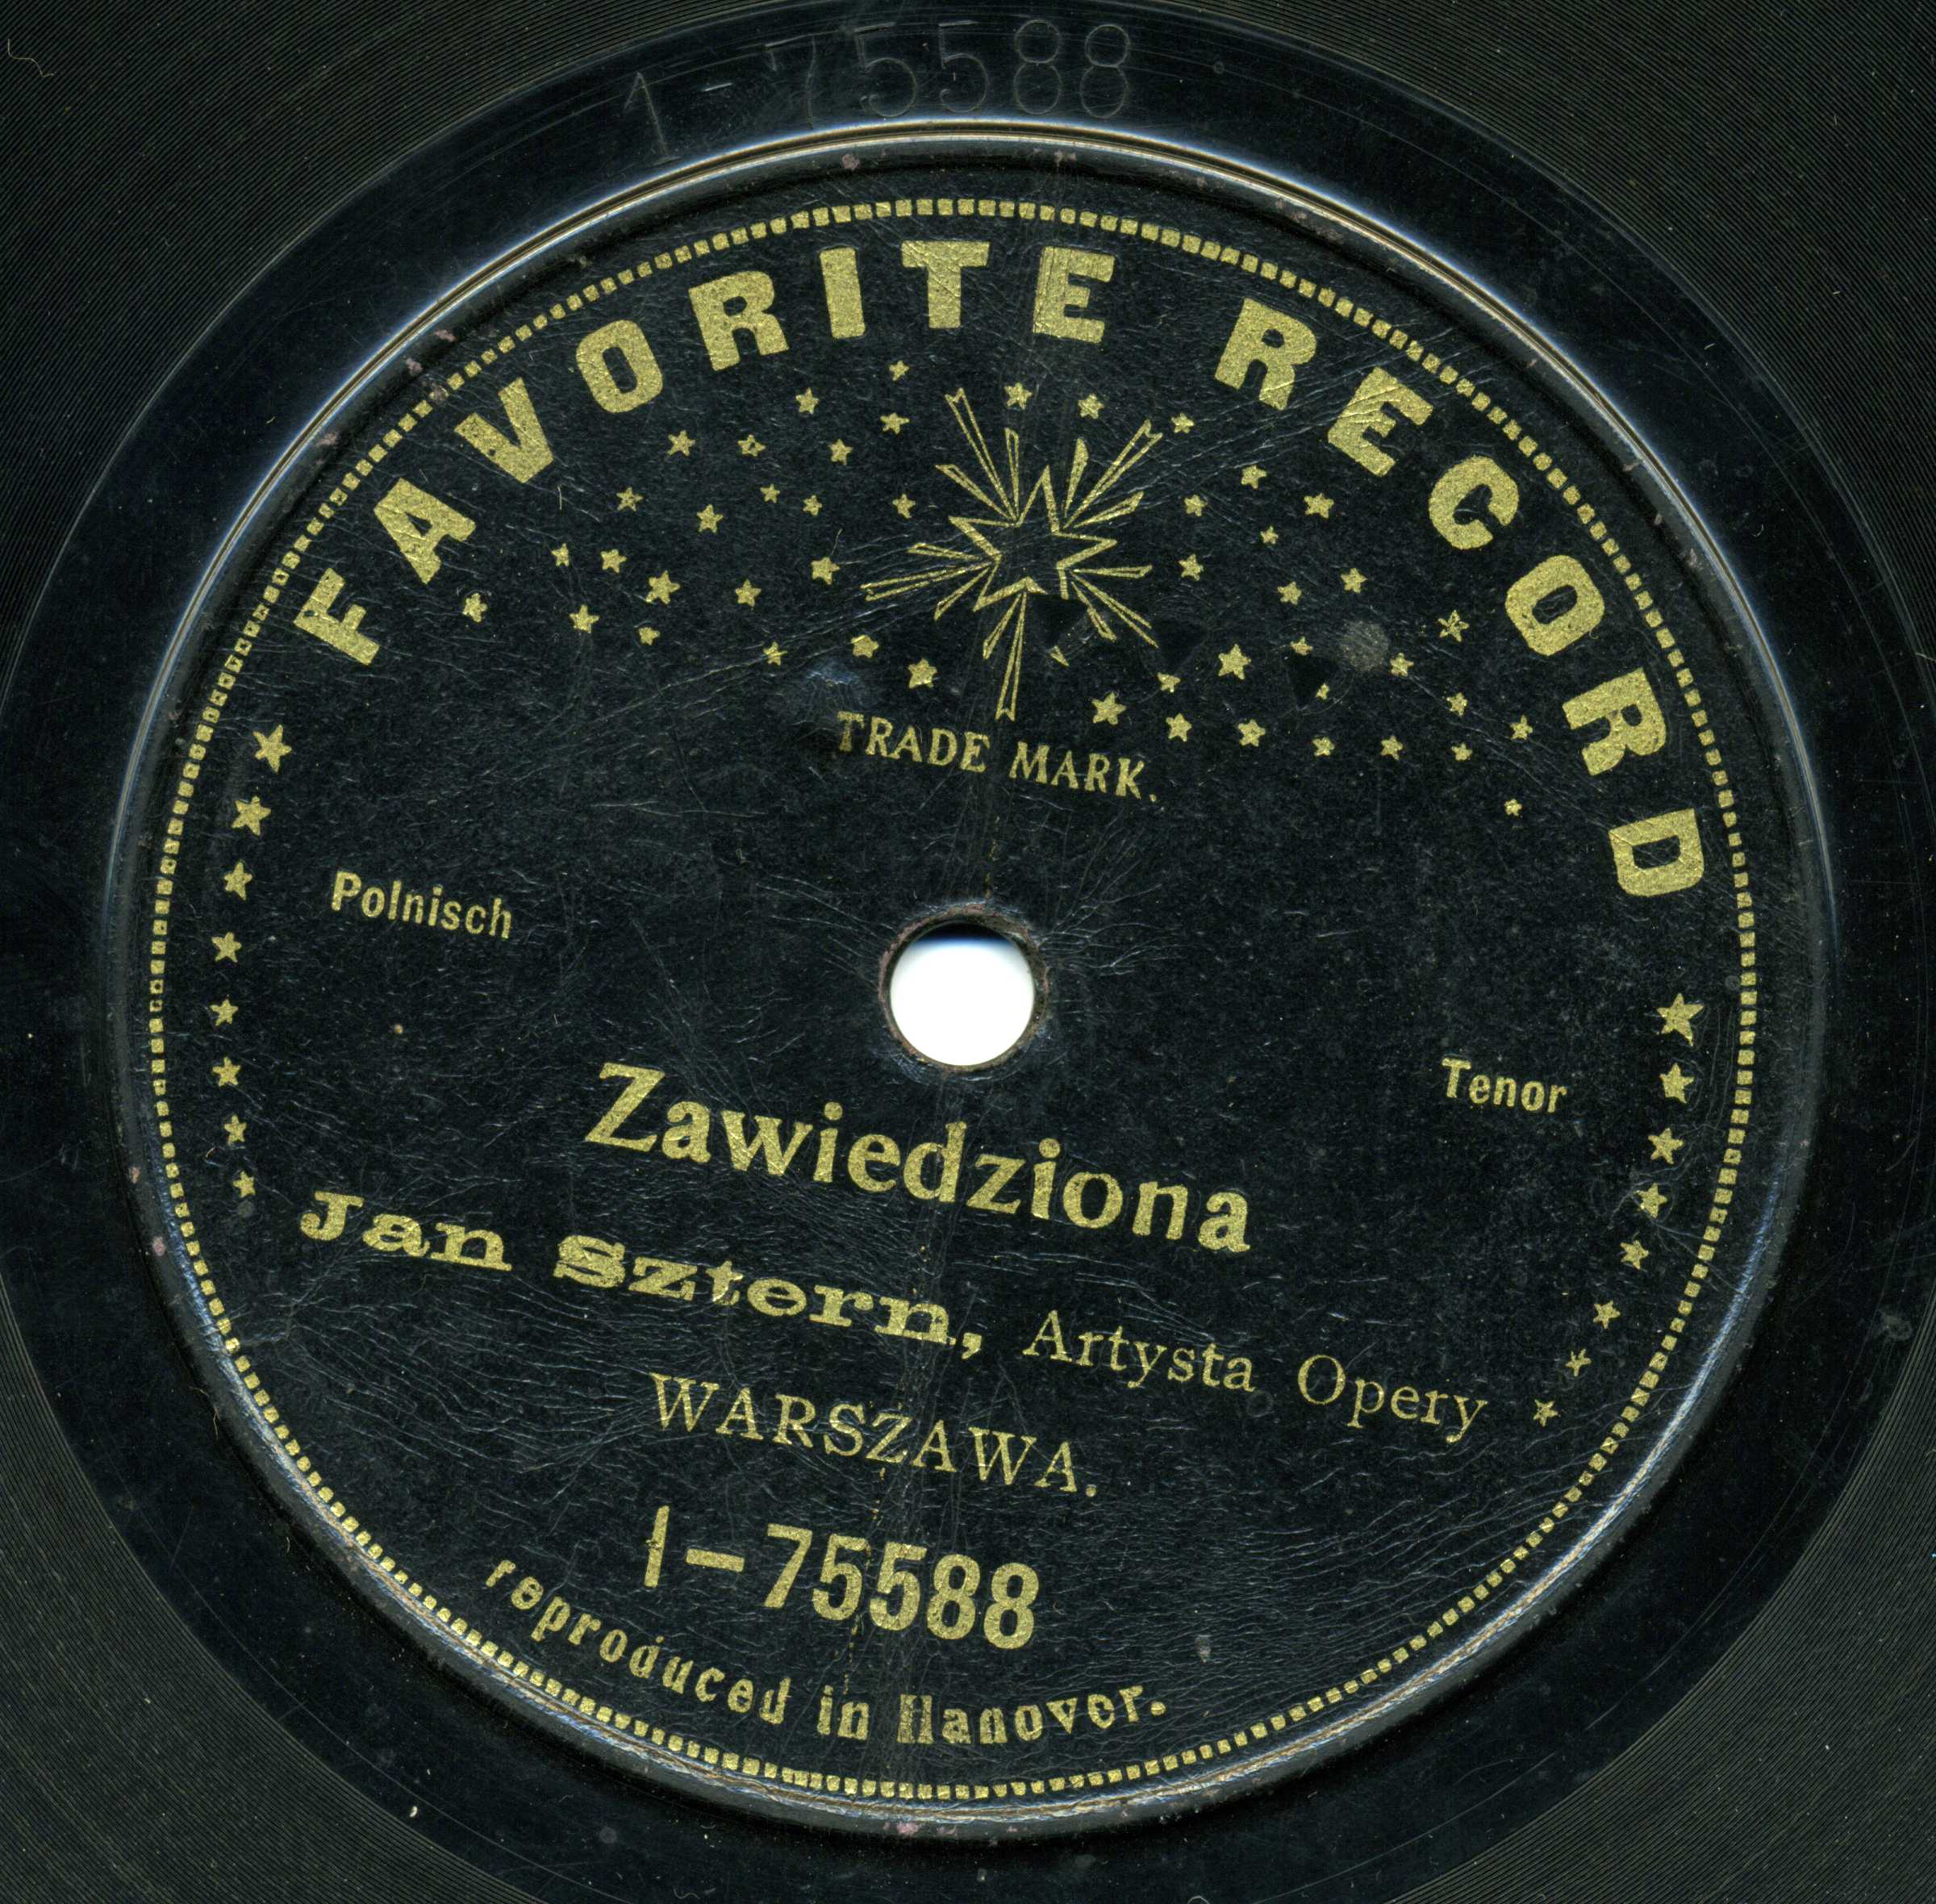 1-75588
FAVORITE RECORD
TRADE MARK.
Polnisch
Tenor
Zawiedziona
Jan Sztern, Artysta Opery
WARSZAWA.
1-75588
reproduced in Hanover.